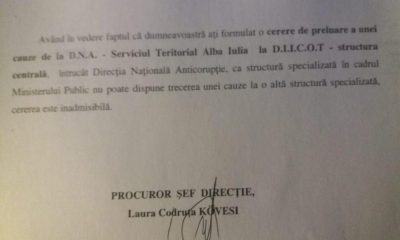 Având în vedere faptul că dumneavoastră ați formulat o cerere de preluare a unei
cauze de la D.N.A. - Serviciul Teritorial Alba Iulia la D.I.I.C.O.T - structura
centrală, întrucât Direcția Națională Anticorupție, ca structură specializată în cadrul
Ministerului Public nu poate dispune trecerea unei cauze la o altă structură specializată,
cererea este inadmisibilă.
PROCUROR ȘEF DIRECȚIE,
Laura Codruța KÖVESI